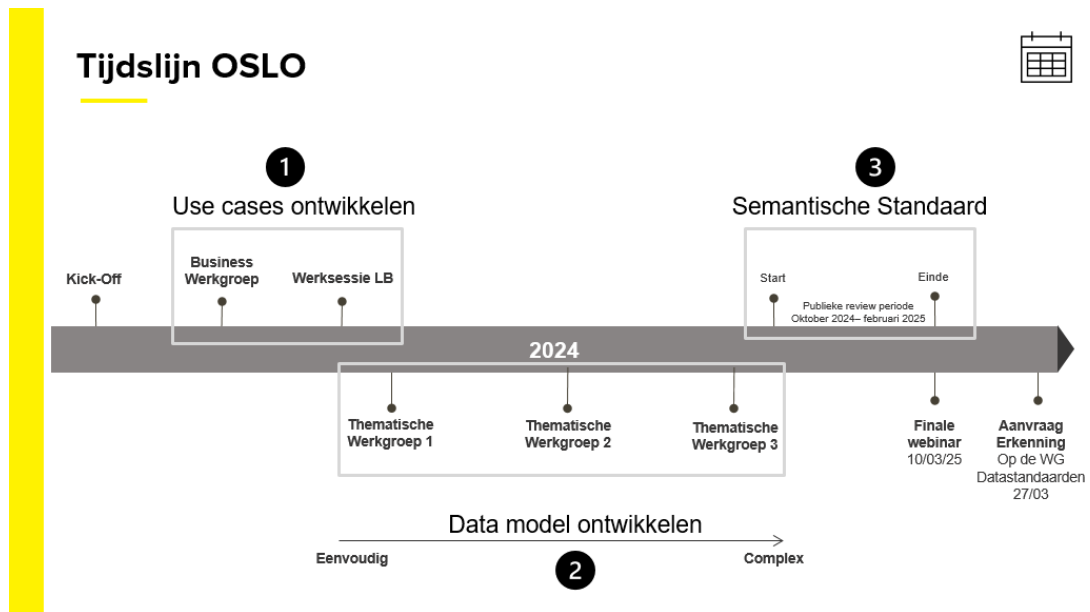 Tijdslijn OSLO
1
Use cases ontwikkelen
3
Semantische Standaard
Kick-Off
Business
Werkgroep
Werksessie LB
Start
Einde
Publieke review periode
Oktober 2024– februari 2025
2024
Thematische
Werkgroep 1
Thematische
Werkgroep 2
Thematische
Werkgroep 3
Finale
webinar
10/03/25
Aanvraag
Erkenning
Op de WG
Datastandaarden
27/03
Data model ontwikkelen
Eenvoudig
Complex
2